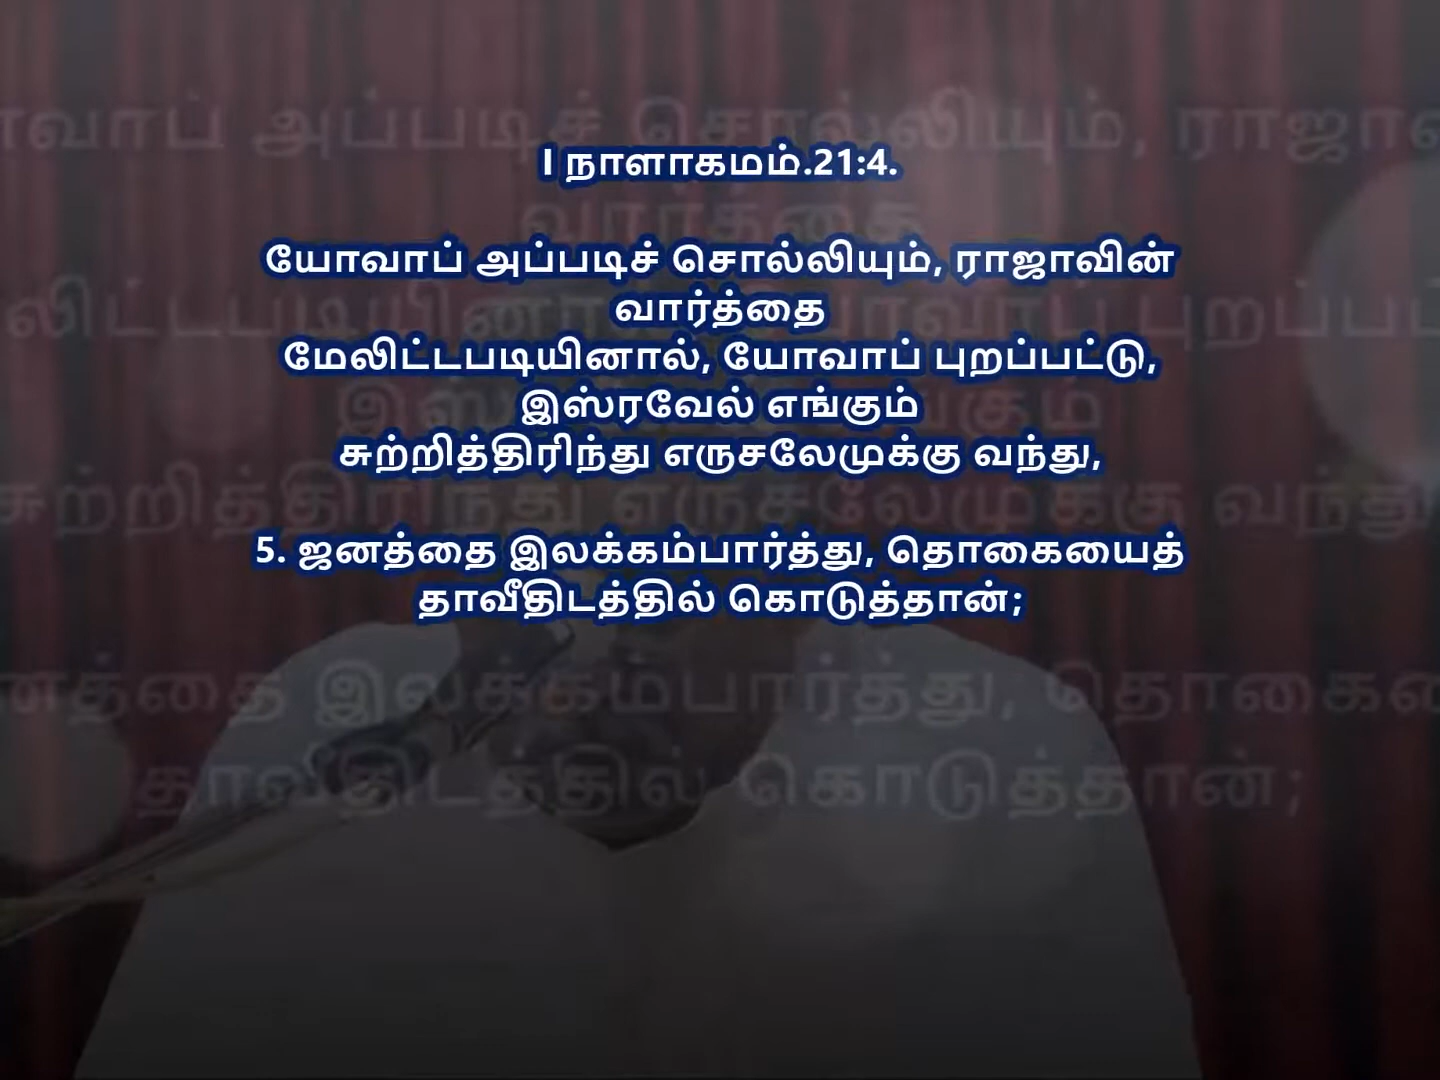 I நாளாகமம்.21:4.
யோவாப் அப்படிச் சொல்லியும், ராஜாவின்
வார்த்தை
மேலிட்டபடியினால், யோவாப் புறப்பட்டு,
இஸ்ரவேல் எங்கும்
சுற்றித்திரிந்து எருசலேமுக்கு வந்து,
5. ஜனத்தை இலக்கம்பார்த்து, தொகையைத்
தாவீதிடத்தில் கொடுத்தான்;